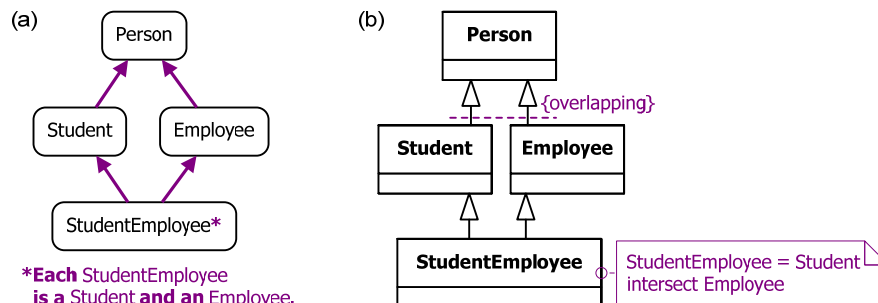 (a)
Person
Student
Employee
StudentEmployee*
*Each StudentEmployee
is a Student and an Employee.
(b)
Person
{overlapping}
Student
Employee
StudentEmployee
StudentEmployee = Student
intersect Employee